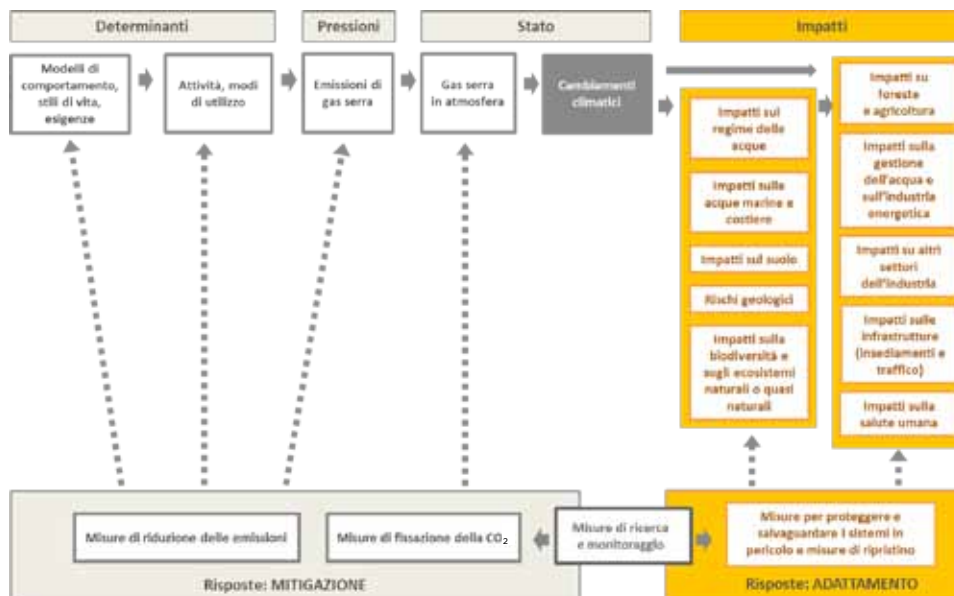 Determinanti
Pressioni
Stato
Impatti
Modelli di
comportamento,
stili di vita,
esigenze
Attività, modi
di utilizzo
Emissioni di
gas serra
Gas serra
in atmosfera
Cambiamenti
climatici
Impatti sul
regime delle
acque
Impatti sulle
acque marine e
costiere
Impatti sul suolo
Rischi geologici
Impatti sulla
biodiversità e
sugli ecosistemi
naturali o quasi
naturali
Impatti su
foreste
e agricoltura
Impatti sulla
gestione
dell'acqua e
sull'industria
energetica
Impatti su altri
settori
dell'industria
Impatti sulle
infrastrutture
(insediamenti e
traffico)
Impatti sulla
salute umana
Misure di riduzione delle emissioni
Misure di fissazione della CO₂
Misure di ricerca
e monitoraggio
Misure per proteggere e
salvaguardare i sistemi in
pericolo e misure di ripristino
Risposte: MITIGAZIONE
Risposte: ADATTAMENTO